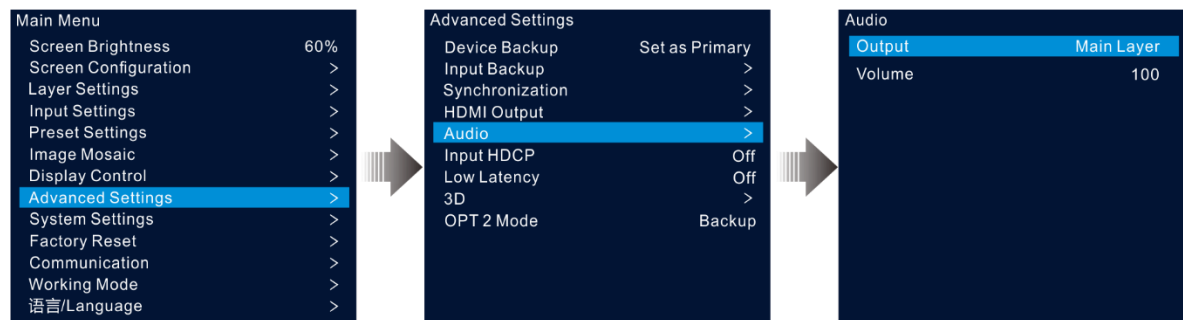 Main Menu
Screen Brightness 60%
Screen Configuration >
Layer Settings >
Input Settings >
Preset Settings >
Image Mosaic >
Display Control >
Advanced Settings >
System Settings >
Factory Reset >
Communication >
Working Mode >
语言/Language >
Advanced Settings
Device Backup Set as Primary
Input Backup >
Synchronization >
HDMI Output >
Audio >
Input HDCP Off
Low Latency Off
3D >
OPT 2 Mode Backup
Audio
Output Main Layer
Volume 100